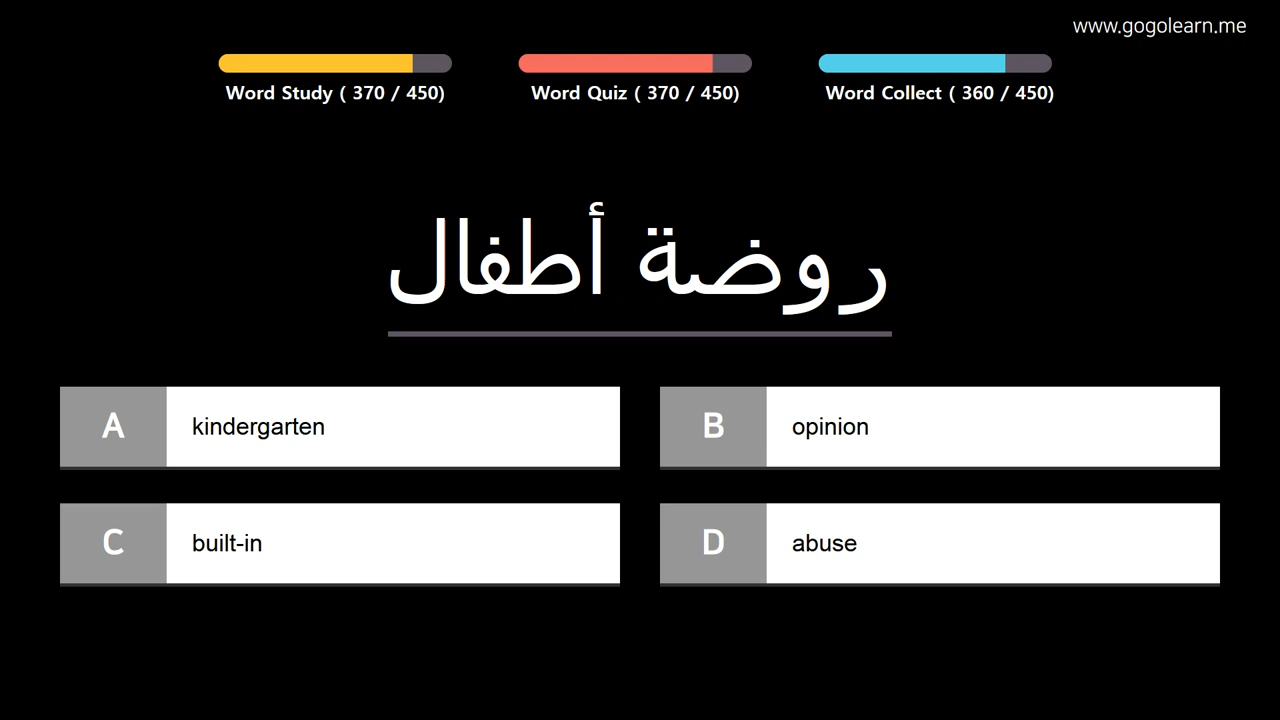 www.gogolearn.me
Word Study ( 370 / 450)
Word Quiz ( 370 / 450)
Word Collect ( 360 / 450)
روضة أطفال
A kindergarten
B opinion
C built-in
D abuse